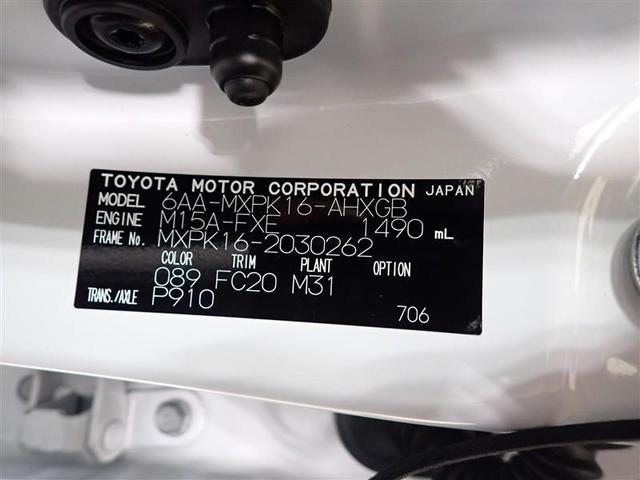 TOYOTA MOTOR CORPORATION JAPAN
MODEL 6AA-MXPK16-AHXGB
ENGINE M15A-FXE 1490 mL
FRAME No. MXPK16-2030262
COLOR TRIM PLANT OPTION
089 FC20 M31
TRANS./AXLE P910
706